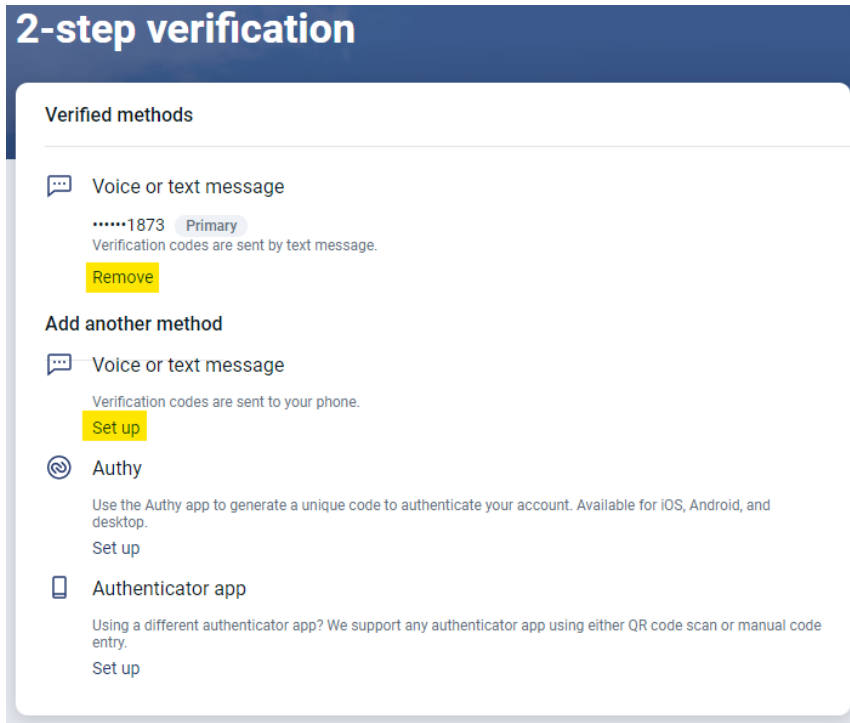 2-step verification
Verified methods
Voice or text message
••••••1873 Primary
Verification codes are sent by text message.
Remove
Add another method
Voice or text message
Verification codes are sent to your phone.
Set up
Authy
Use the Authy app to generate a unique code to authenticate your account. Available for iOS, Android, and
desktop.
Set up
Authenticator app
Using a different authenticator app? We support any authenticator app using either QR code scan or manual code
entry.
Set up